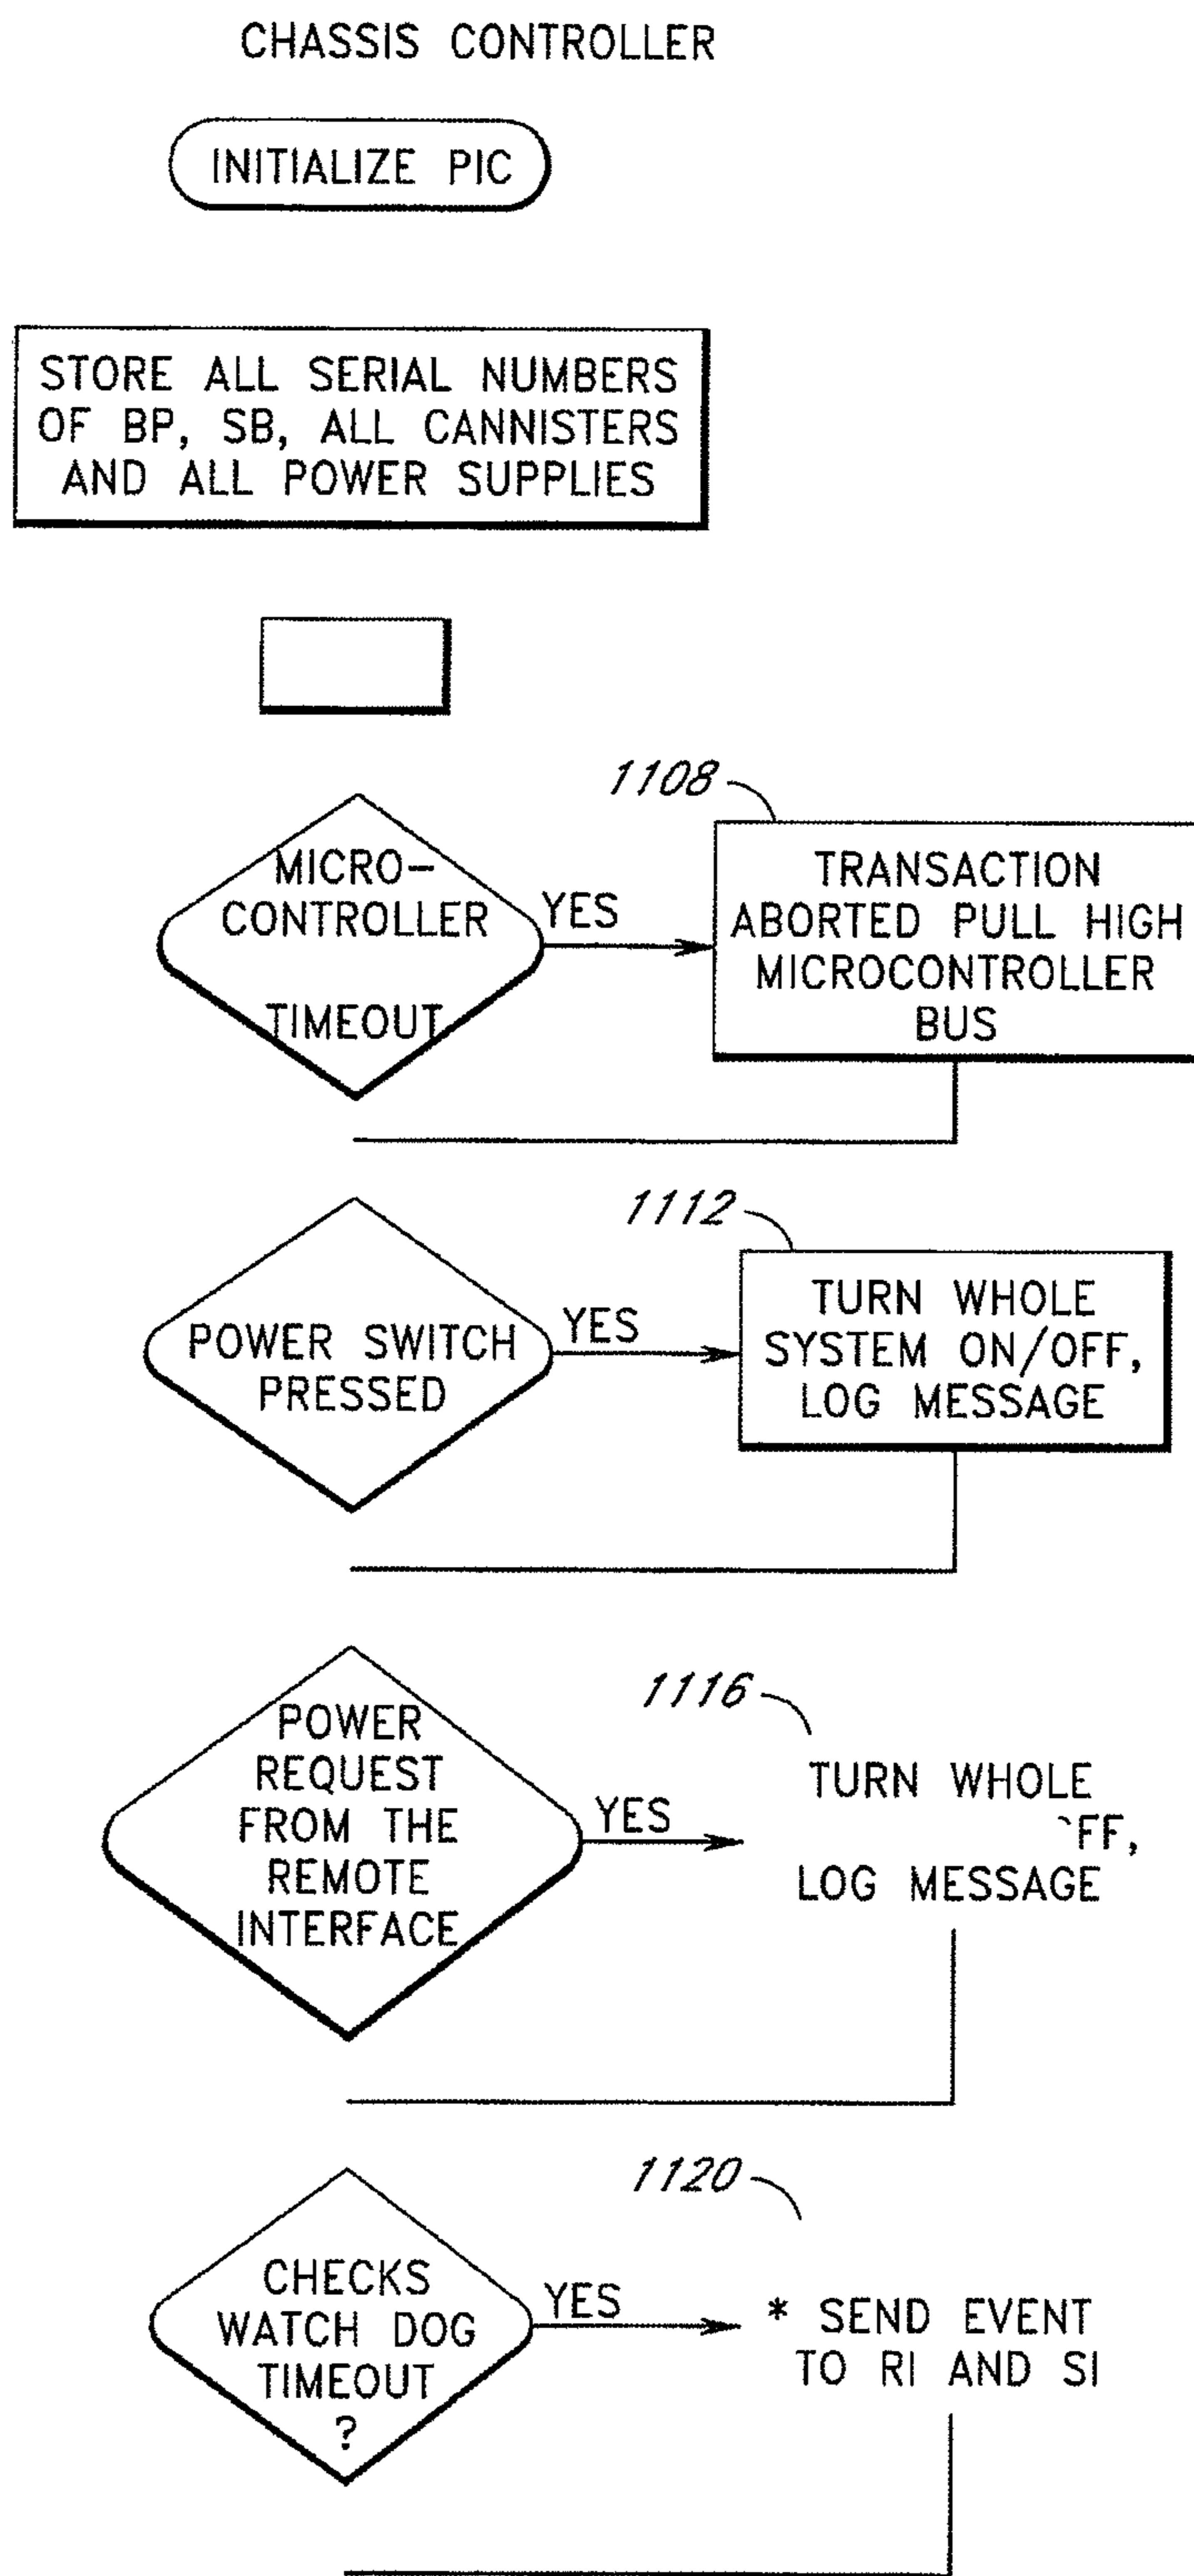 CHASSIS CONTROLLER
INITIALIZE PIC
STORE ALL SERIAL NUMBERS
OF BP, SB, ALL CANNISTERS
AND ALL POWER SUPPLIES
1108
MICRO-
CONTROLLER
TIMEOUT
YES
TRANSACTION
ABORTED PULL HIGH
MICROCONTROLLER
BUS
1112
POWER SWITCH
PRESSED
YES
TURN WHOLE
SYSTEM ON/OFF,
LOG MESSAGE
1116
POWER
REQUEST
FROM THE
REMOTE
INTERFACE
YES
TURN WHOLE
LOG MESSAGE
1120
CHECKS
WATCH DOG
TIMEOUT
?
YES
* SEND EVENT
TO RI AND SI